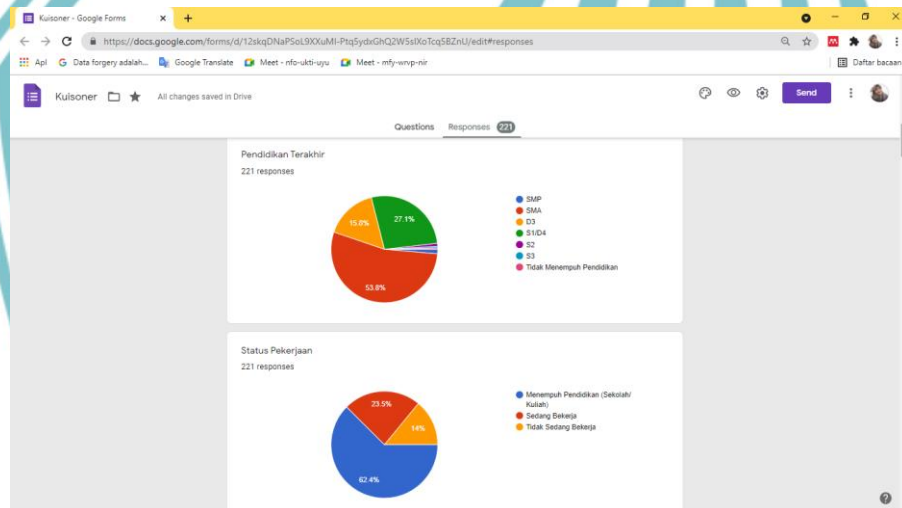 Kuisoner - Google Forms
https://docs.google.com/forms/d/12skqDNaPSoL9XXuMI-Ptq5ydxGhQ2W5sIXoTcq5BZnU/edit#responses
Apl
Data forgery adalah...
Google Translate
Meet - nfo-ukti-uyu
Meet - mfy-wrvp-nir
Daftar bacaan
Kuisoner
All changes saved in Drive
Send
Questions
Responses 221
Pendidikan Terakhir
221 responses
15.8%
27.1%
53.8%
SMP
SMA
D3
S1/D4
S2
S3
Tidak Menempuh Pendidikan
Status Pekerjaan
221 responses
23.5%
14%
62.4%
Menempuh Pendidikan (Sekolah/
Kuliah)
Sedang Bekerja
Tidak Sedang Bekerja